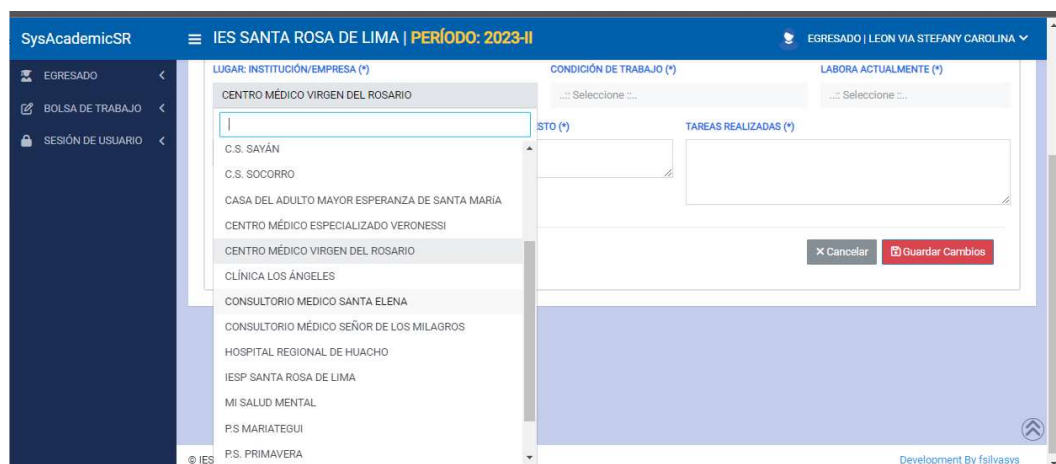 SysAcademicSR
IES SANTA ROSA DE LIMA | PERÍODO: 2023-II
EGRESADO | LEON VIA STEFANY CAROLINA
EGRESADO
BOLSA DE TRABAJO
SESIÓN DE USUARIO
LUGAR: INSTITUCIÓN/EMPRESA (*)
CONDICIÓN DE TRABAJO (*)
LABORA ACTUALMENTE (*)
CENTRO MÉDICO VIRGEN DEL ROSARIO
..:: Seleccione ::..
..:: Seleccione ::..
ESTO (*)
TAREAS REALIZADAS (*)
C.S. SAYÁN
C.S. SOCORRO
CASA DEL ADULTO MAYOR ESPERANZA DE SANTA MARÍA
CENTRO MÉDICO ESPECIALIZADO VERONESSI
CENTRO MÉDICO VIRGEN DEL ROSARIO
CLÍNICA LOS ÁNGELES
CONSULTORIO MEDICO SANTA ELENA
CONSULTORIO MÉDICO SEÑOR DE LOS MILAGROS
HOSPITAL REGIONAL DE HUACHO
IESP SANTA ROSA DE LIMA
MI SALUD MENTAL
P.S MARIATEGUI
P.S. PRIMAVERA
X Cancelar
Guardar Cambios
© IES
Development By fsilvasys